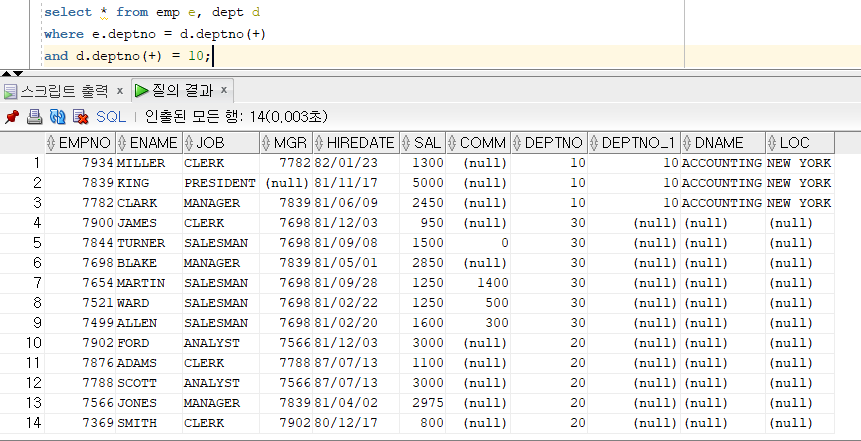 select * from emp e, dept d
where e.deptno = d.deptno(+)
and d.deptno(+) = 10;
스크립트 출력 x 질의 결과 x
SQL | 인출된 모든 행: 14(0,003초)
EMPNO ENAME JOB MGR HIREDATE SAL COMM DEPTNO DEPTNO_1 DNAME LOC
1 7934 MILLER CLERK 7782 82/01/23 1300 (null) 10 10 ACCOUNTING NEW YORK
2 7839 KING PRESIDENT (null) 81/11/17 5000 (null) 10 10 ACCOUNTING NEW YORK
3 7782 CLARK MANAGER 7839 81/06/09 2450 (null) 10 10 ACCOUNTING NEW YORK
4 7900 JAMES CLERK 7698 81/12/03 950 (null) 30 (null) (null) (null)
5 7844 TURNER SALESMAN 7698 81/09/08 1500 0 30 (null) (null) (null)
6 7698 BLAKE MANAGER 7839 81/05/01 2850 (null) 30 (null) (null) (null)
7 7654 MARTIN SALESMAN 7698 81/09/28 1250 1400 30 (null) (null) (null)
8 7521 WARD SALESMAN 7698 81/02/22 1250 500 30 (null) (null) (null)
9 7499 ALLEN SALESMAN 7698 81/02/20 1600 300 30 (null) (null) (null)
10 7902 FORD ANALYST 7566 81/12/03 3000 (null) 20 (null) (null) (null)
11 7876 ADAMS CLERK 7788 87/07/13 1100 (null) 20 (null) (null) (null)
12 7788 SCOTT ANALYST 7566 87/07/13 3000 (null) 20 (null) (null) (null)
13 7566 JONES MANAGER 7839 81/04/02 2975 (null) 20 (null) (null) (null)
14 7369 SMITH CLERK 7902 80/12/17 800 (null) 20 (null) (null) (null)